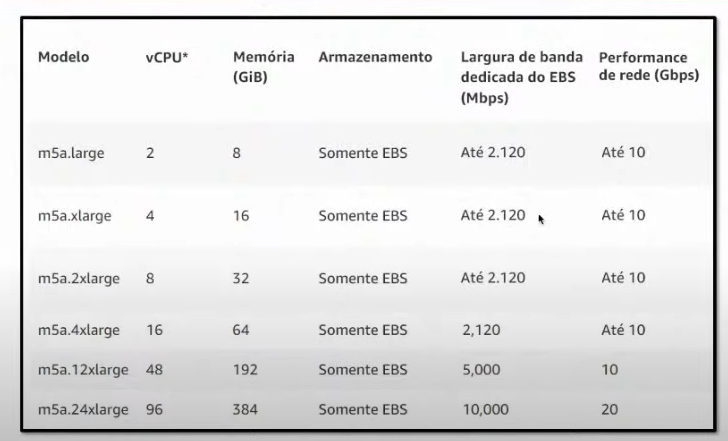 Modelo vCPU* Memória (GiB) Armazenamento Largura de banda dedicada do EBS (Mbps) Performance de rede (Gbps)
m5a.large 2 8 Somente EBS Até 2.120 Até 10
m5a.xlarge 4 16 Somente EBS Até 2.120 Até 10
m5a.2xlarge 8 32 Somente EBS Até 2.120 Até 10
m5a.4xlarge 16 64 Somente EBS 2,120 Até 10
m5a.12xlarge 48 192 Somente EBS 5,000 10
m5a.24xlarge 96 384 Somente EBS 10,000 20